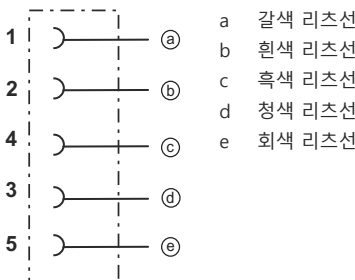 1 ⓐ
2 ⓑ
4 ⓒ
3 ⓓ
5 ⓔ
a 갈색 리츠선
b 흰색 리츠선
c 흑색 리츠선
d 청색 리츠선
e 회색 리츠선